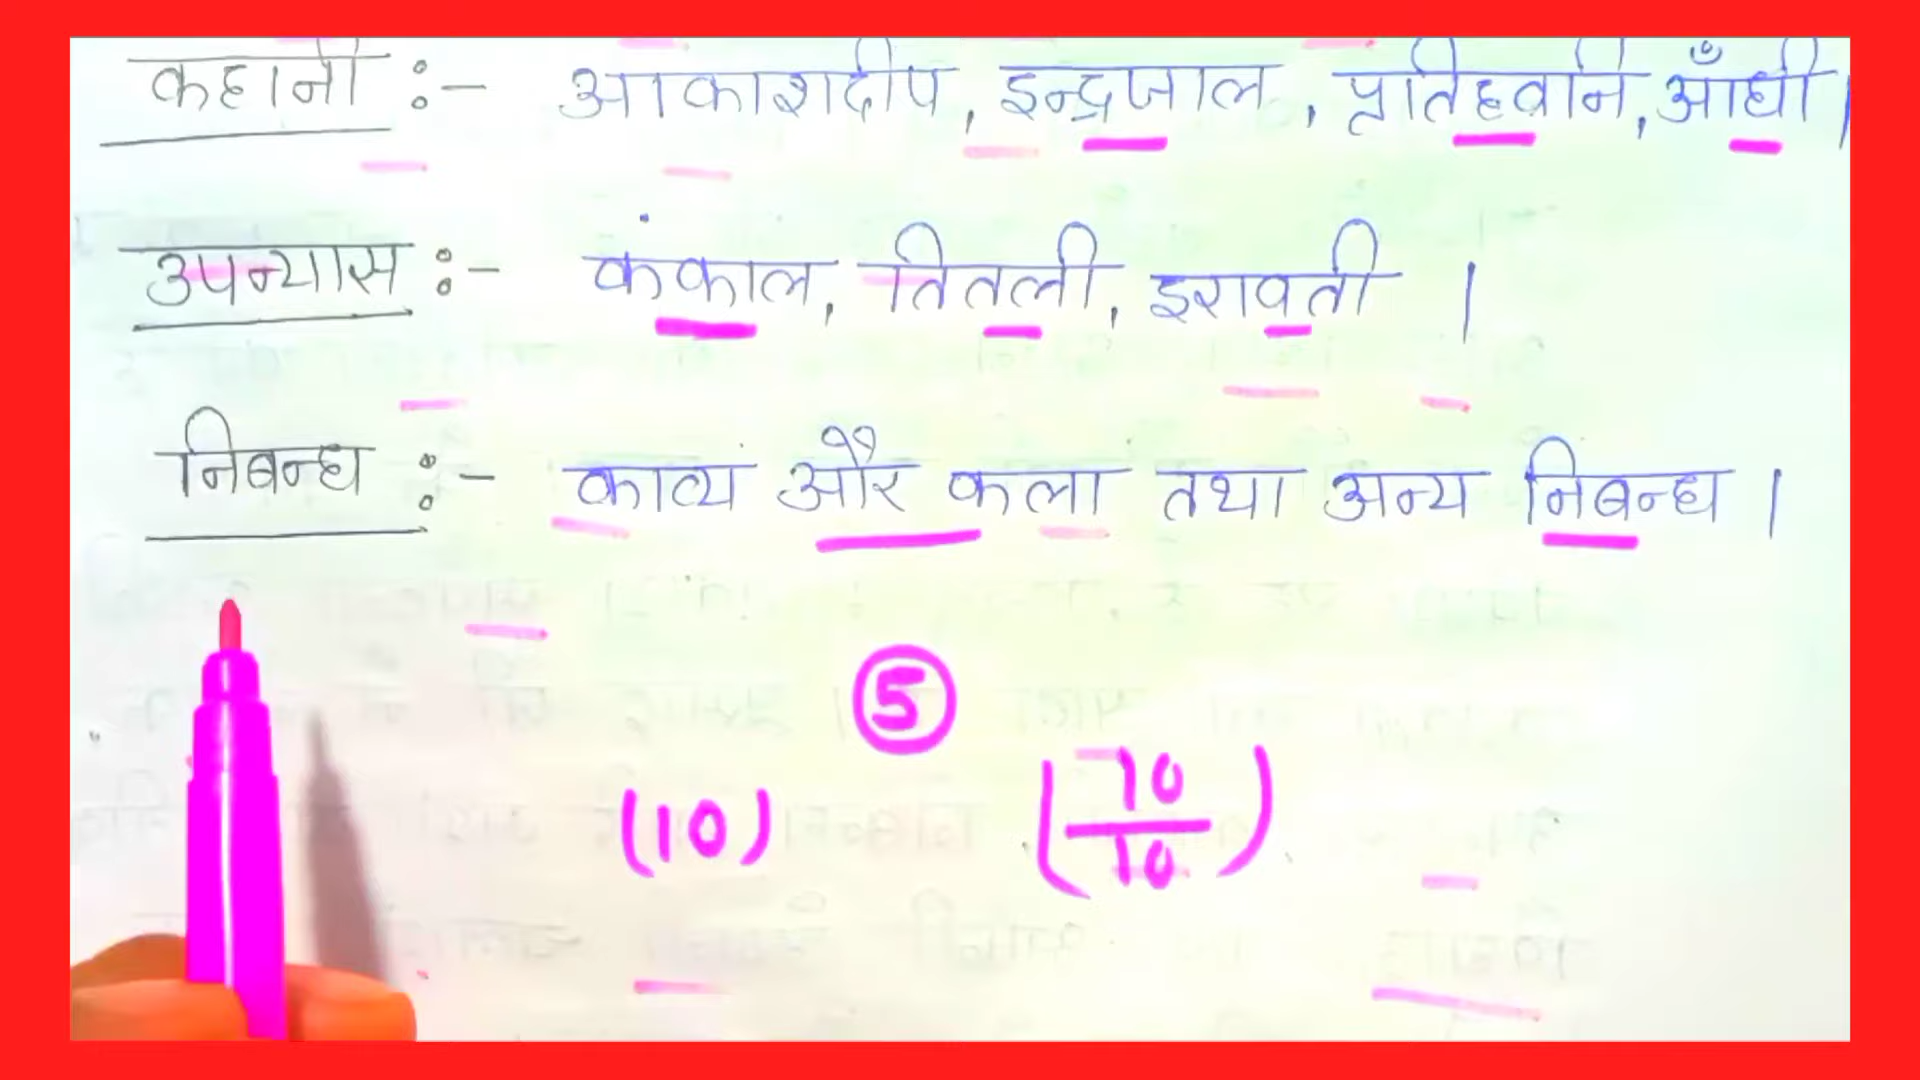 कहानी :- आकाशदीप, इन्द्रजाल, प्रतिध्वनि, आँधी।
उपन्यास :- कंकाल, तितली, इरावती ।
निबन्ध :- काव्य और कला तथा अन्य निबन्ध ।
5
(10) (10/10)